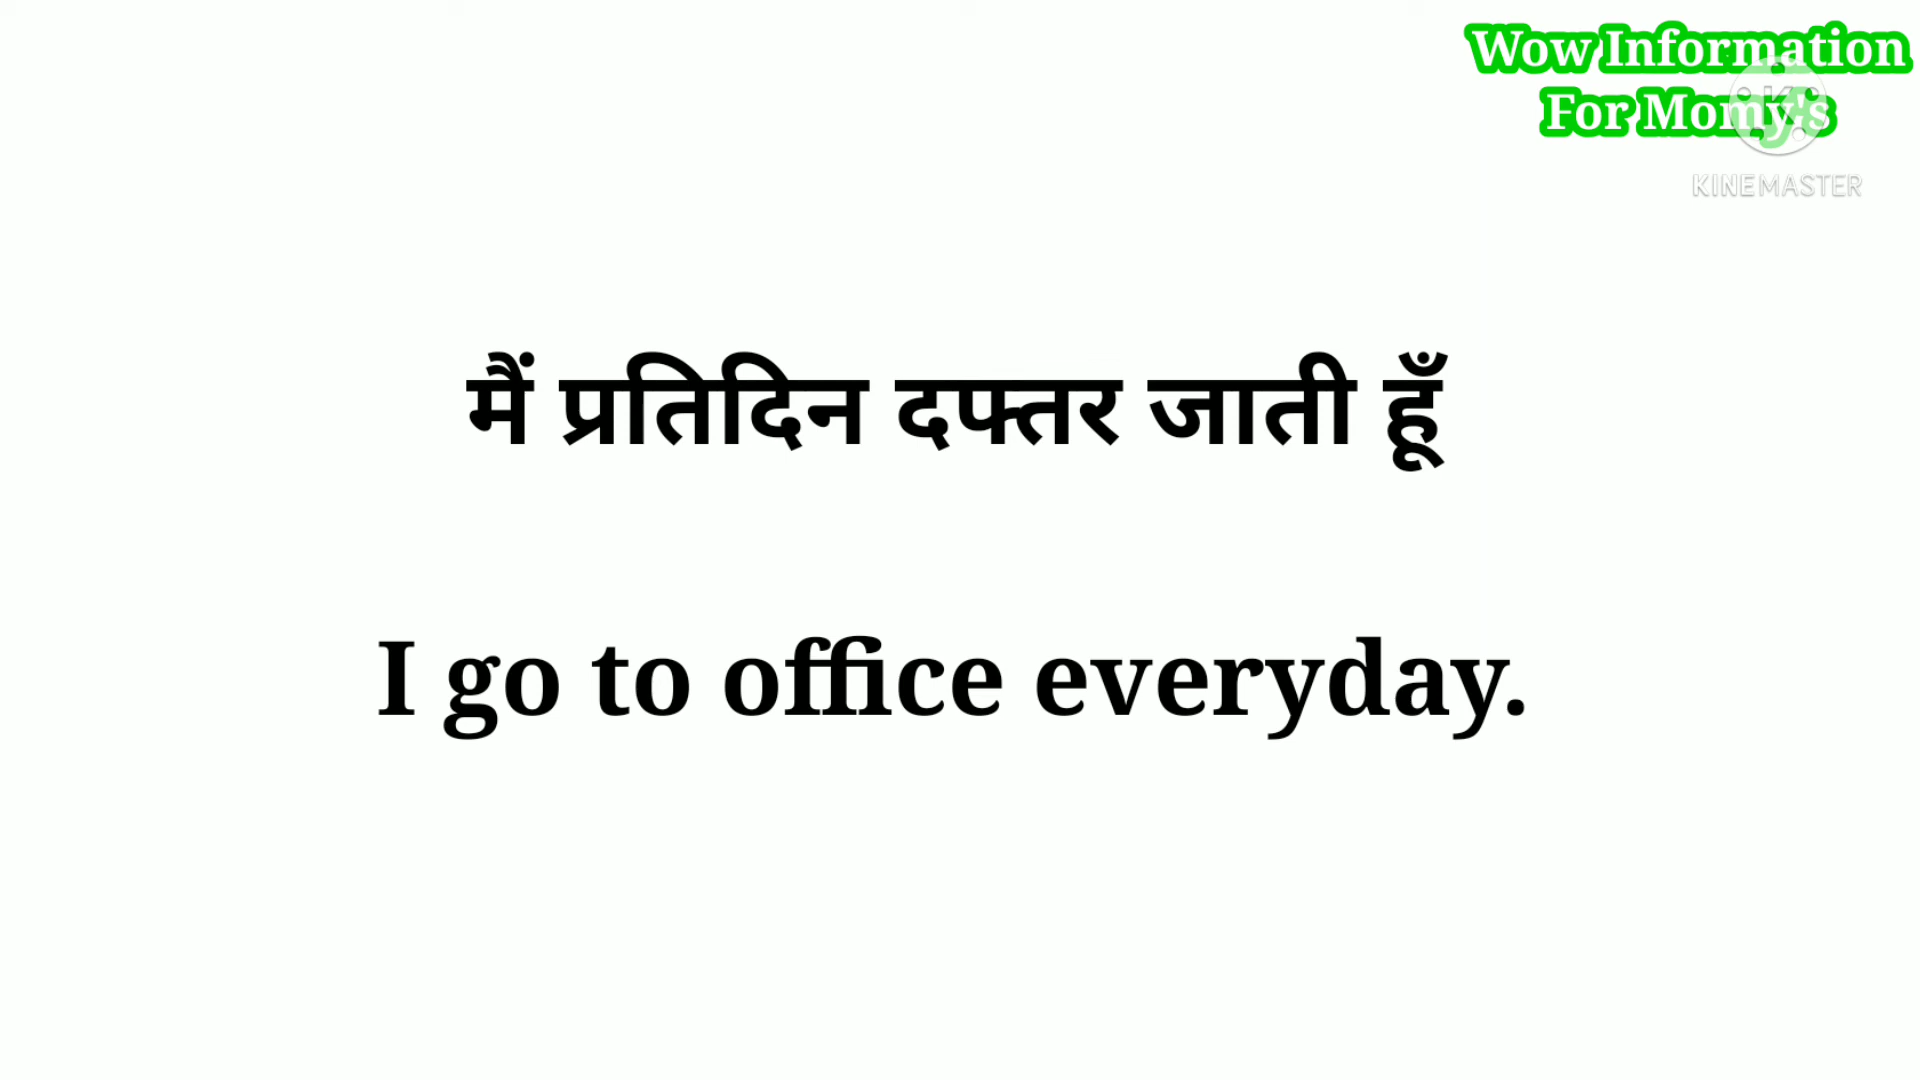 Wow Information
For Momy's
KINEMASTER
मैं प्रतिदिन दफ्तर जाती हूँ
I go to office everyday.